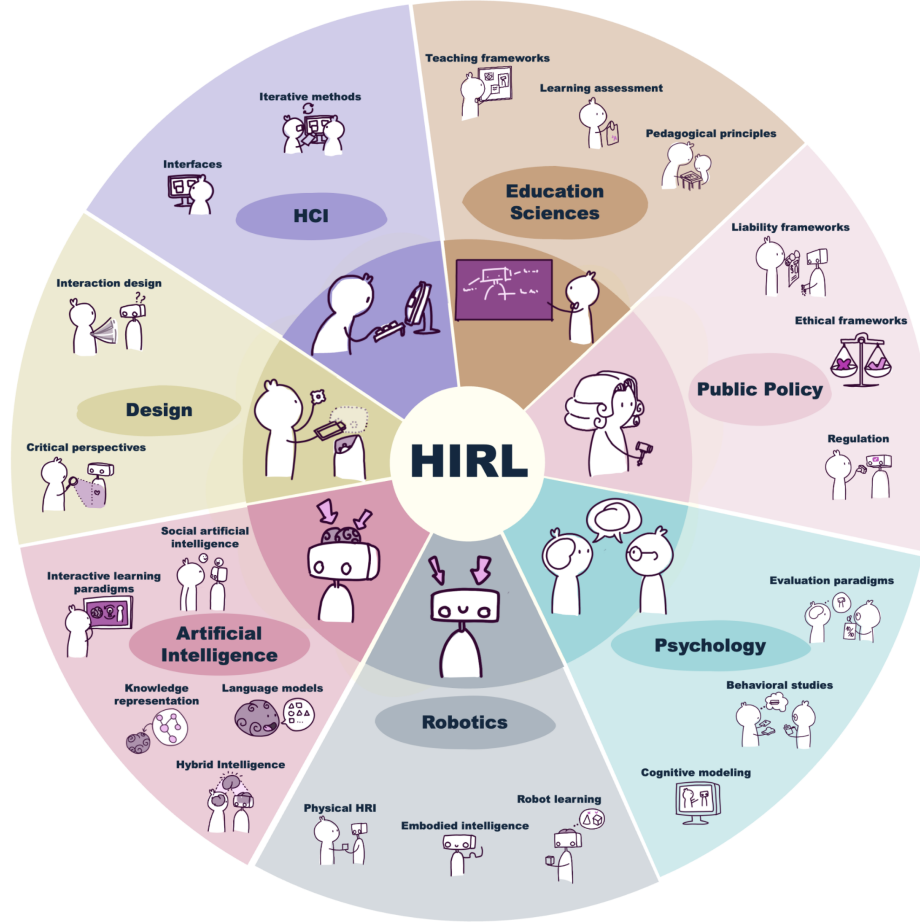 Teaching frameworks
Learning assessment
Pedagogical principles
Education
Sciences
Liability frameworks
Ethical frameworks
Public Policy
Regulation
Evaluation paradigms
Psychology
Behavioral studies
Cognitive modeling
Robotics
Robot learning
Embodied intelligence
Physical HRI
Social artificial
intelligence
Interactive learning
paradigms
Artificial
Intelligence
Knowledge
representation
Language models
Hybrid Intelligence
Interaction design
Design
Critical perspectives
Iterative methods
Interfaces
HCI
HIRL
??